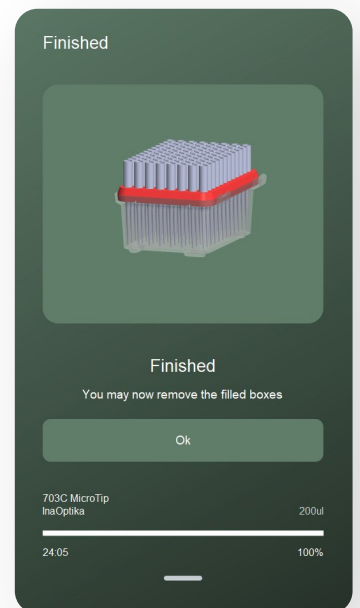 Finished
Finished
You may now remove the filled boxes
Ok
703C MicroTip
InaOptika 200ul
24:05 100%